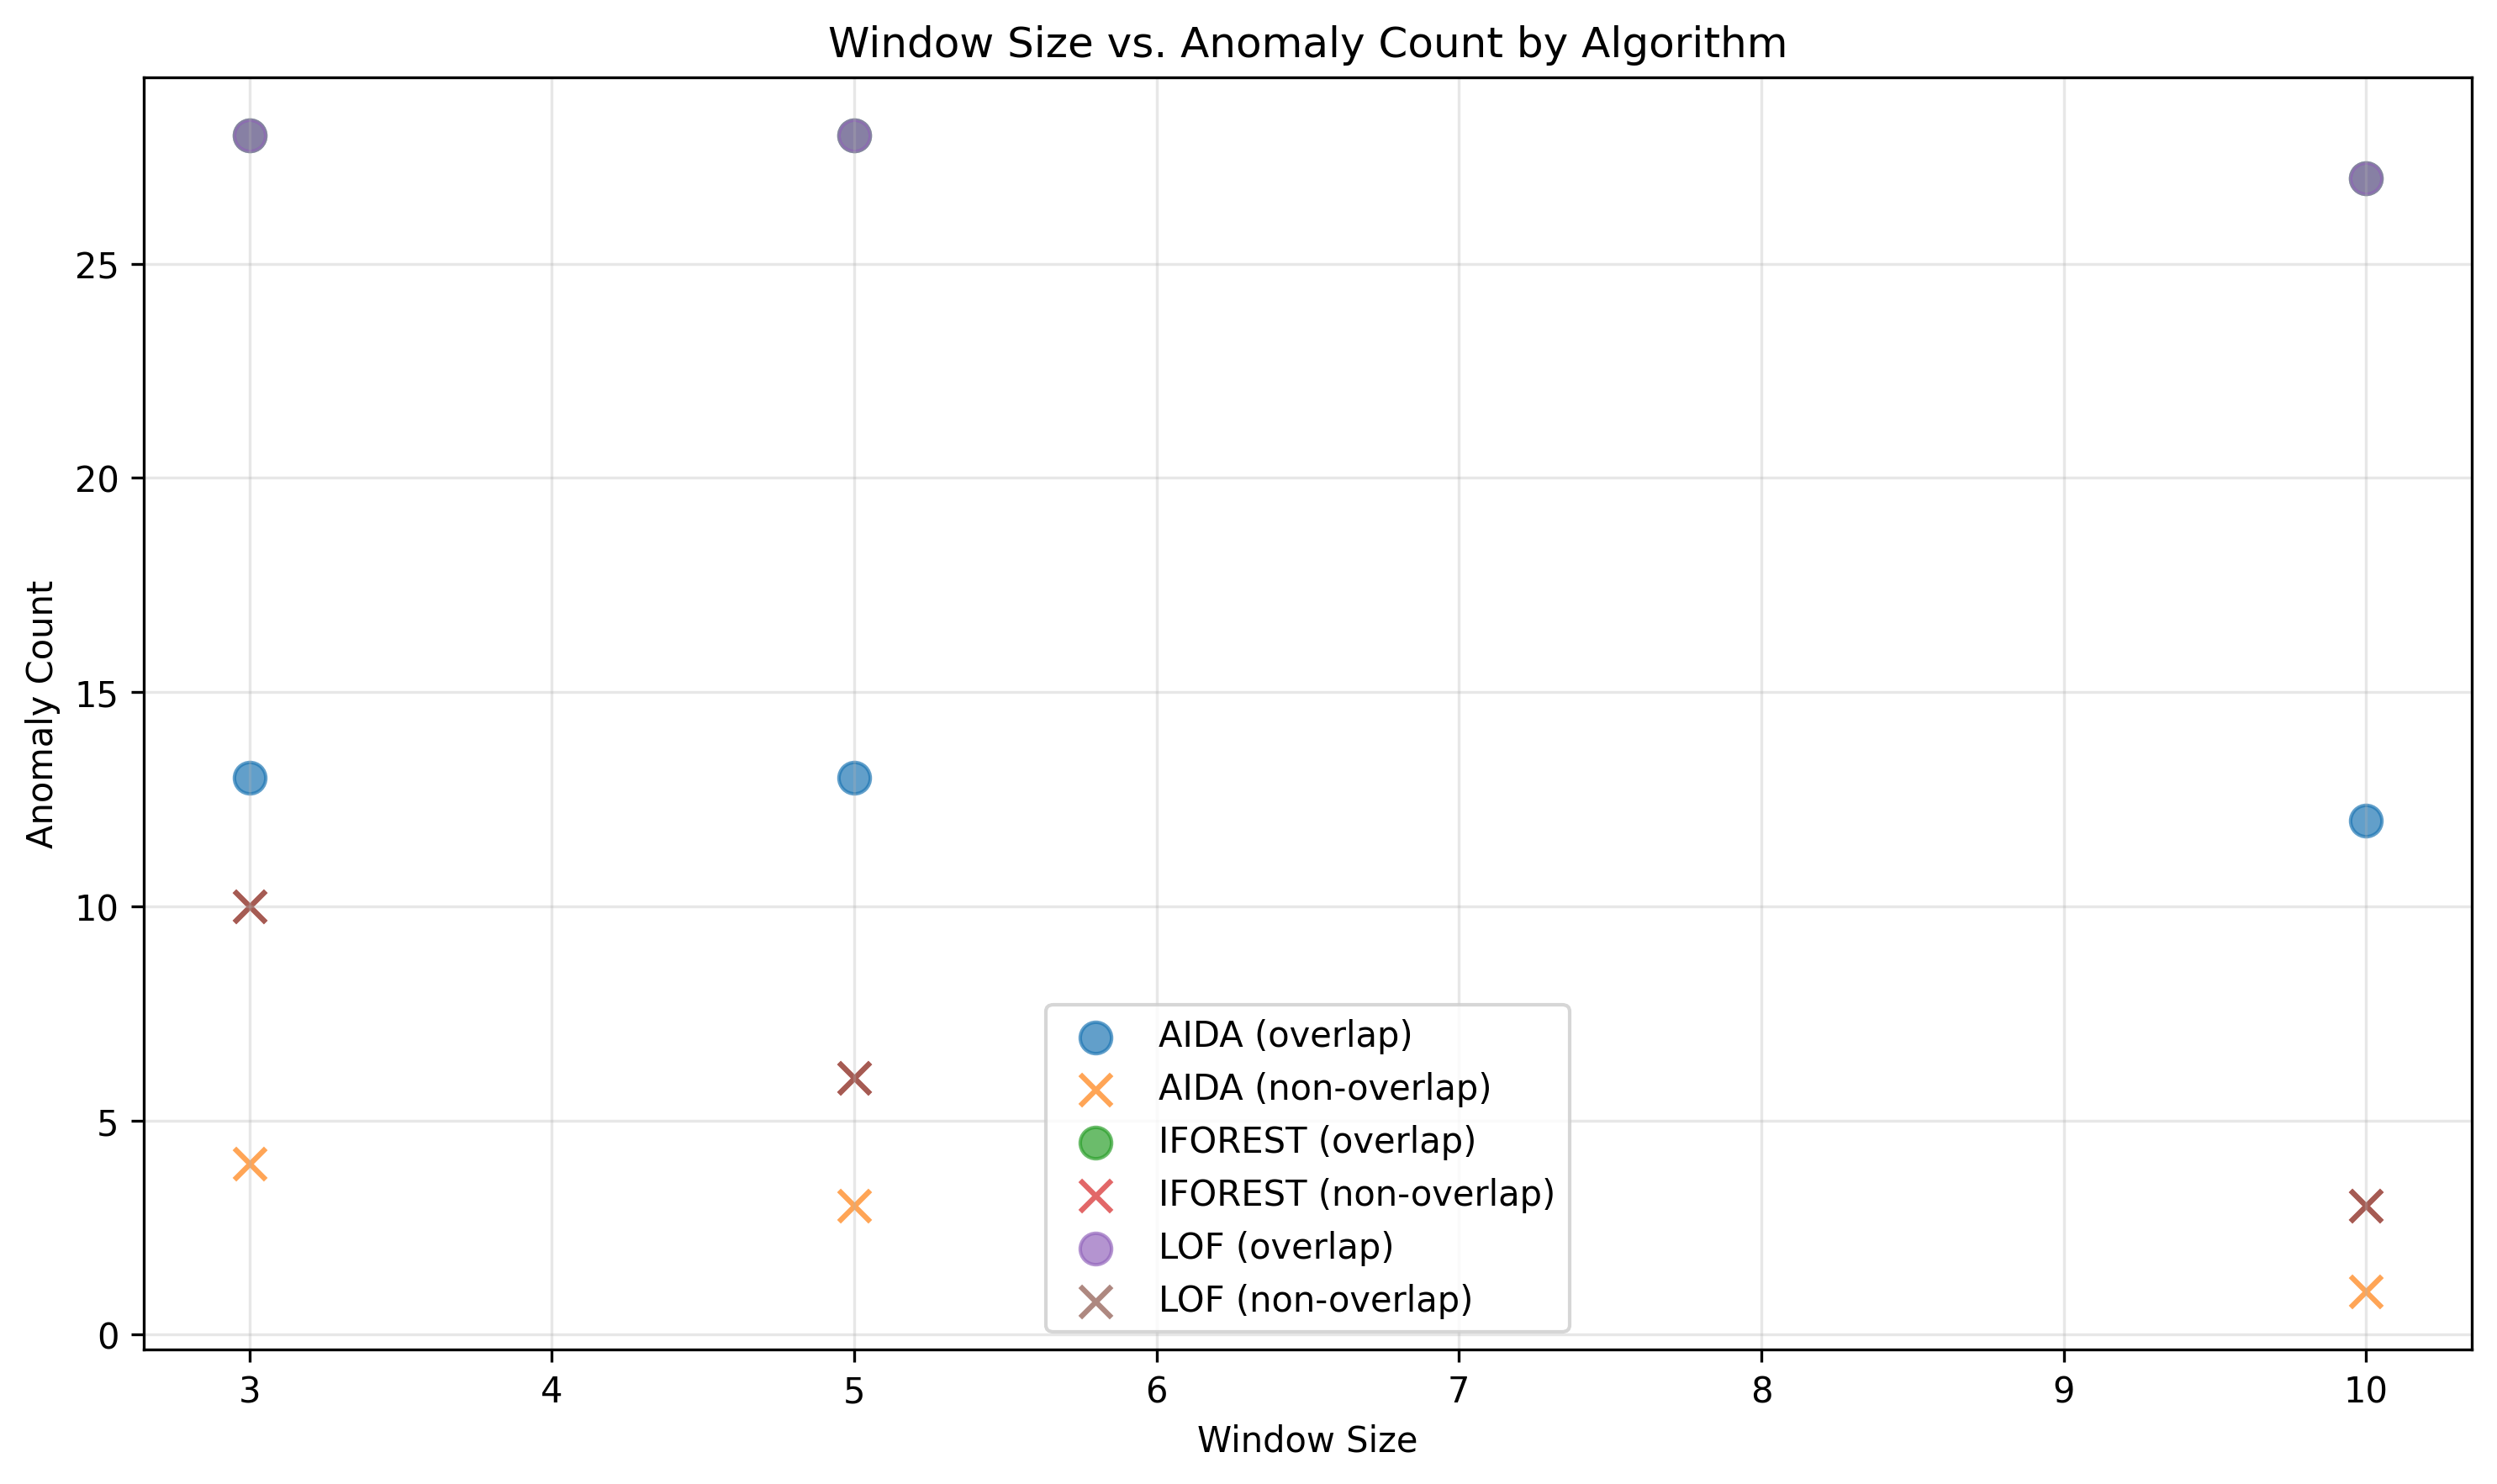 Window Size vs. Anomaly Count by Algorithm
Anomaly Count
25
20
15
10
5
0
AIDA (overlap)
AIDA (non-overlap)
IFOREST (overlap)
IFOREST (non-overlap)
LOF (overlap)
LOF (non-overlap)
3 4 5 6 7 8 9 10
Window Size